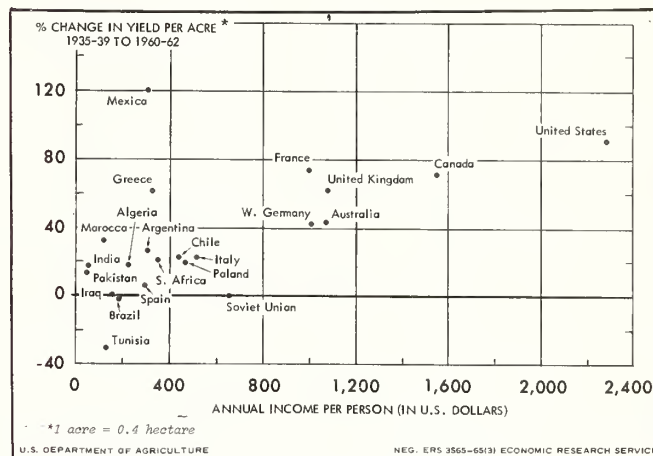 % CHANGE IN YIELD PER ACRE *
1935-39 TO 1960-62
120
80
40
0
-40
Mexico
United States
France
Canada
Greece
United Kingdom
Algeria
W. Germany
Australia
Marocco
Argentina
Chile
India
Italy
Poland
Pakistan
S. Africa
Iraq
Spain
Soviet Union
Brazil
Tunisia
0
400
800
1,200
1,600
2,000
2,400
ANNUAL INCOME PER PERSON (IN U.S. DOLLARS)
*1 acre = 0.4 hectare
U.S. DEPARTMENT OF AGRICULTURE
NEG. ERS 3565-65(3) ECONOMIC RESEARCH SERVICE